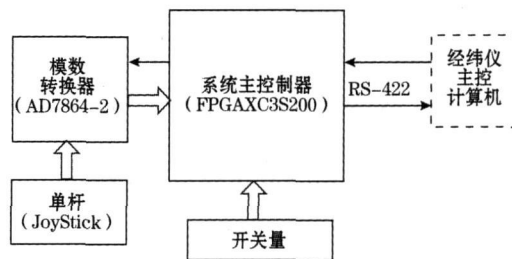 模数
转换器
(AD7864-2)
系统主控制器
(FPGAXC3S200)
RS-422
经纬仪
主控
计算机
单杆
(JoyStick)
开关量